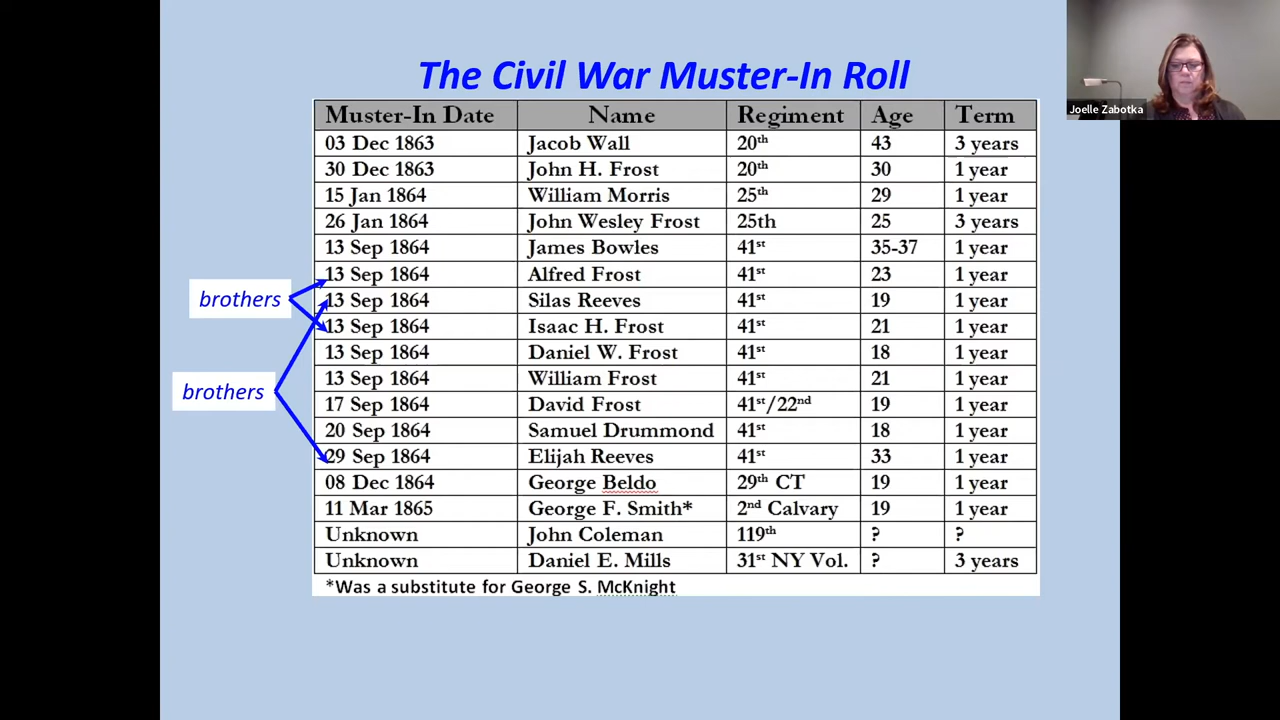 The Civil War Muster-In Roll
Joelle Zabotka
Muster-In Date Name Regiment Age Term
03 Dec 1863 Jacob Wall 20th 43 3 years
30 Dec 1863 John H. Frost 20th 30 1 year
15 Jan 1864 William Morris 25th 29 1 year
26 Jan 1864 John Wesley Frost 25th 25 3 years
13 Sep 1864 James Bowles 41st 35-37 1 year
13 Sep 1864 Alfred Frost 41st 23 1 year
brothers
13 Sep 1864 Silas Reeves 41st 19 1 year
13 Sep 1864 Isaac H. Frost 41st 21 1 year
13 Sep 1864 Daniel W. Frost 41st 18 1 year
13 Sep 1864 William Frost 41st 21 1 year
brothers
17 Sep 1864 David Frost 41st/22nd 19 1 year
20 Sep 1864 Samuel Drummond 41st 18 1 year
29 Sep 1864 Elijah Reeves 41st 33 1 year
08 Dec 1864 George Beldo 29th CT 19 1 year
11 Mar 1865 George F. Smith* 2nd Calvary 19 1 year
Unknown John Coleman 119th ? ?
Unknown Daniel E. Mills 31st NY Vol. ? 3 years
*Was a substitute for George S. McKnight